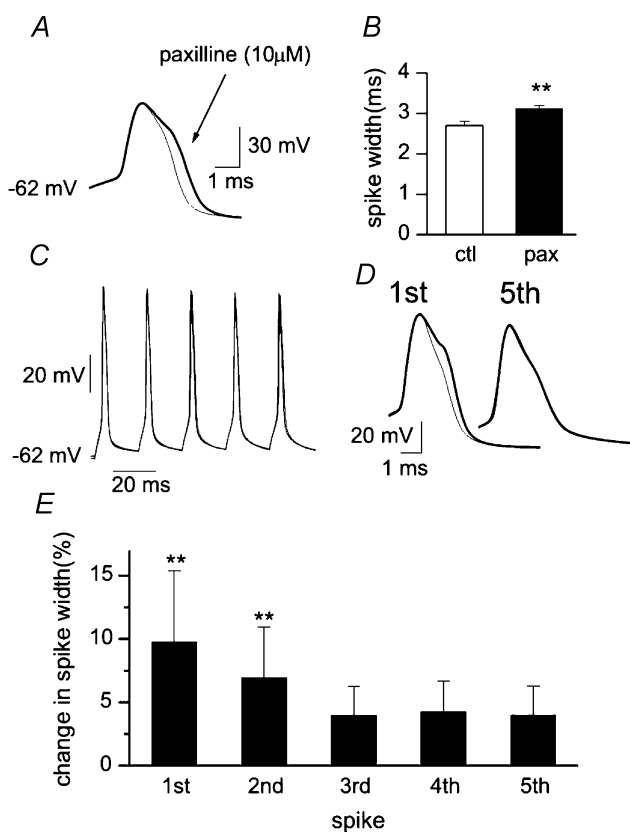 A
paxilline (10µM)
30 mV
1 ms
-62 mV
B
spike width(ms)
4
3
2
1
0
**
ctl
pax
C
20 mV
-62 mV
20 ms
D
1st
5th
20 mV
1 ms
E
change in spike width(%)
15
10
5
0
**
**
1st
2nd
3rd
4th
5th
spike